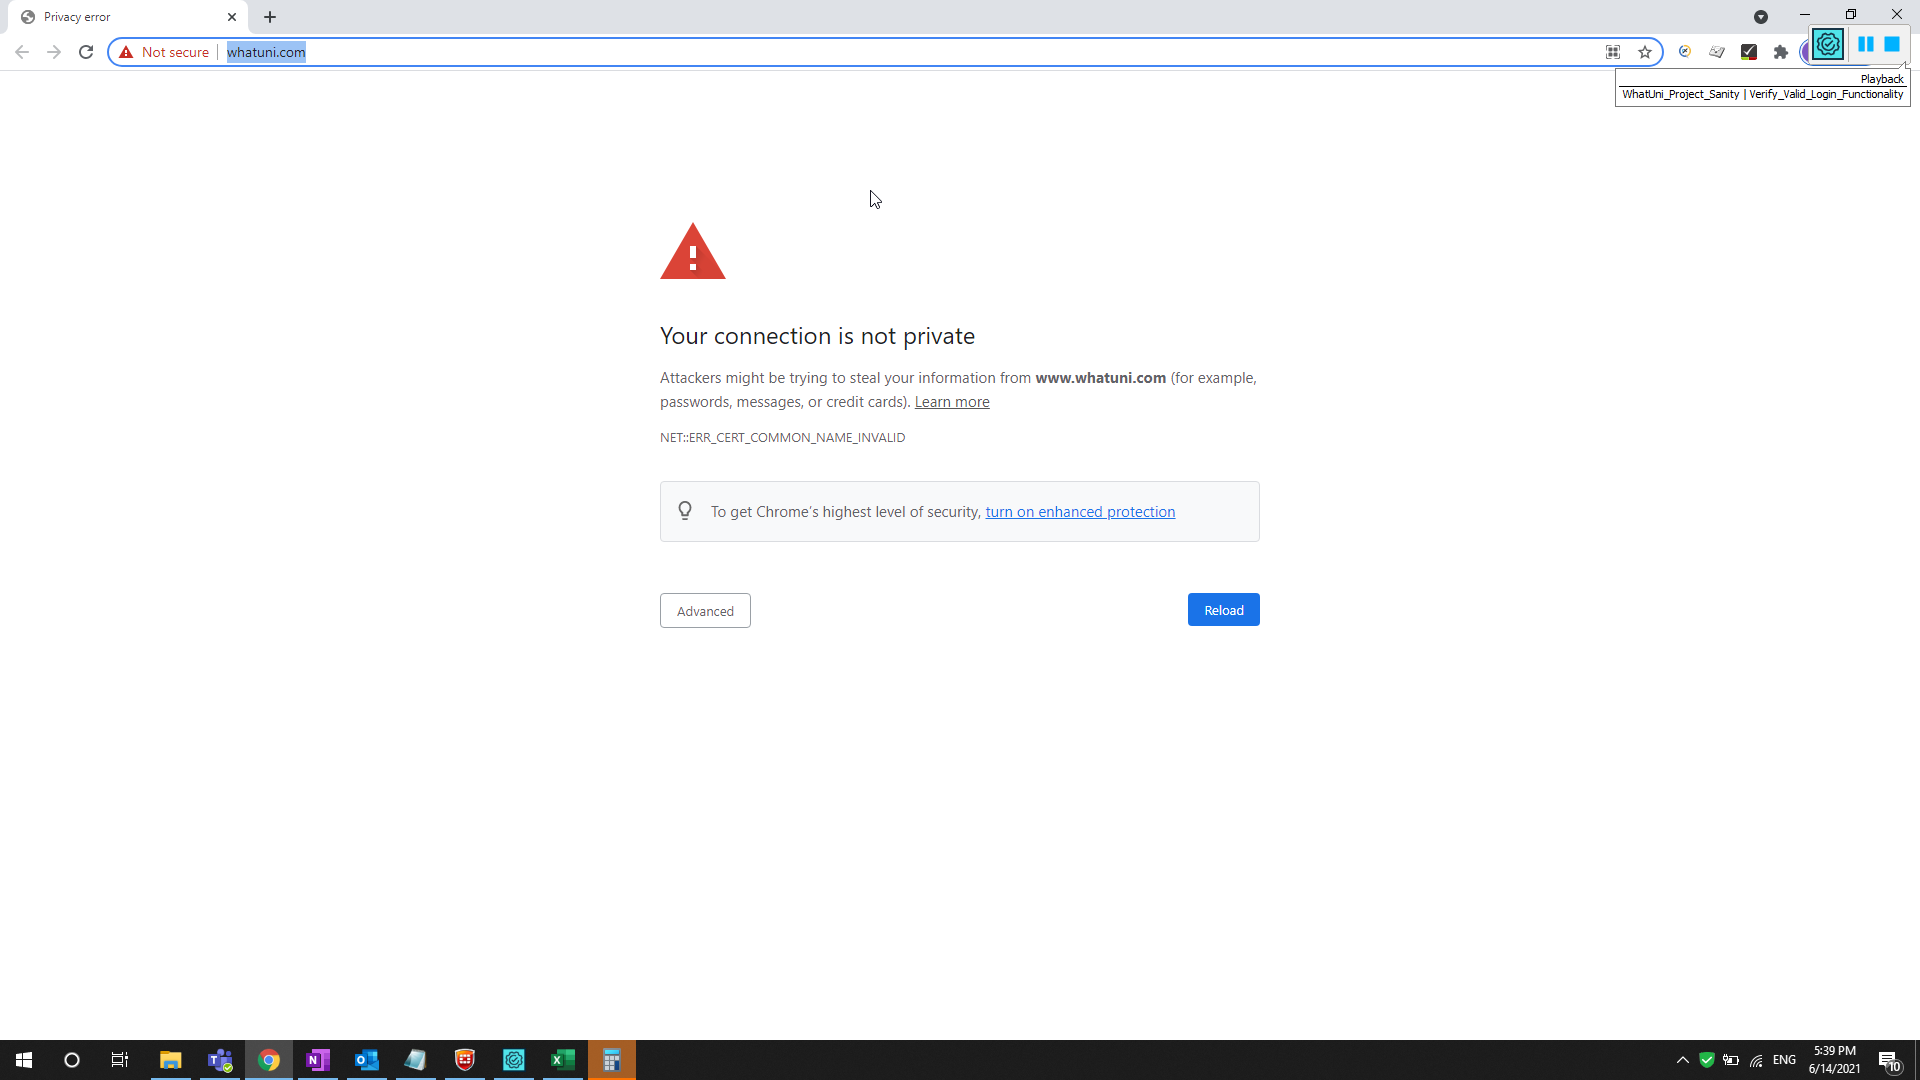 Privacy error
Not secure
whatuni.com
Playback
WhatUni_Project_Sanity | Verify_Valid_Login_Functionality
Your connection is not private
Attackers might be trying to steal your information from www.whatuni.com (for example,
passwords, messages, or credit cards). Learn more
NET::ERR_CERT_COMMON_NAME_INVALID
To get Chrome's highest level of security, turn on enhanced protection
Advanced
Reload
ENG
5:39 PM
6/14/2021
10